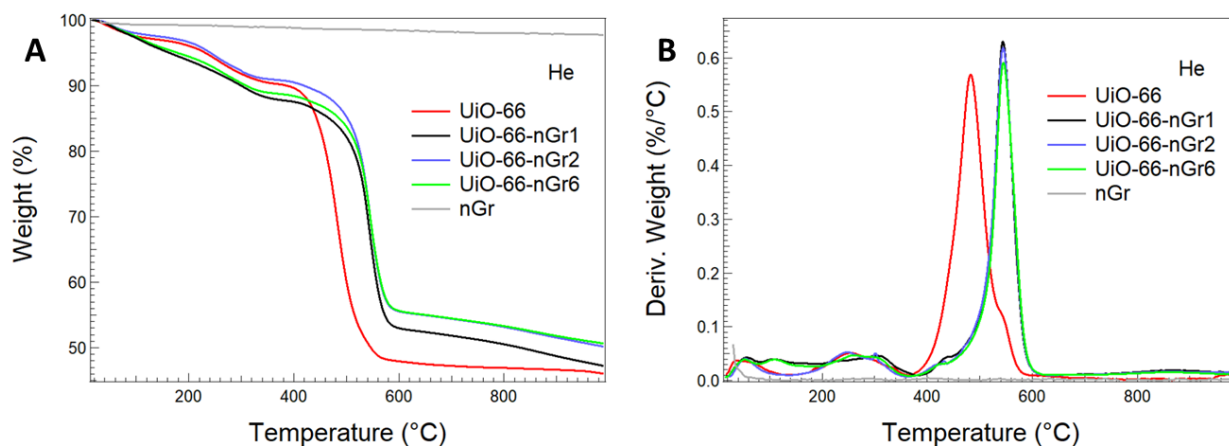 A
He
UiO-66
UiO-66-nGr1
UiO-66-nGr2
UiO-66-nGr6
nGr
Weight (%)
100
90
80
70
60
50
200
400
600
800
Temperature (°C)
B
He
UiO-66
UiO-66-nGr1
UiO-66-nGr2
UiO-66-nGr6
nGr
Deriv. Weight (%/°C)
0.6
0.5
0.4
0.3
0.2
0.1
0.0
200
400
600
800
Temperature (°C)